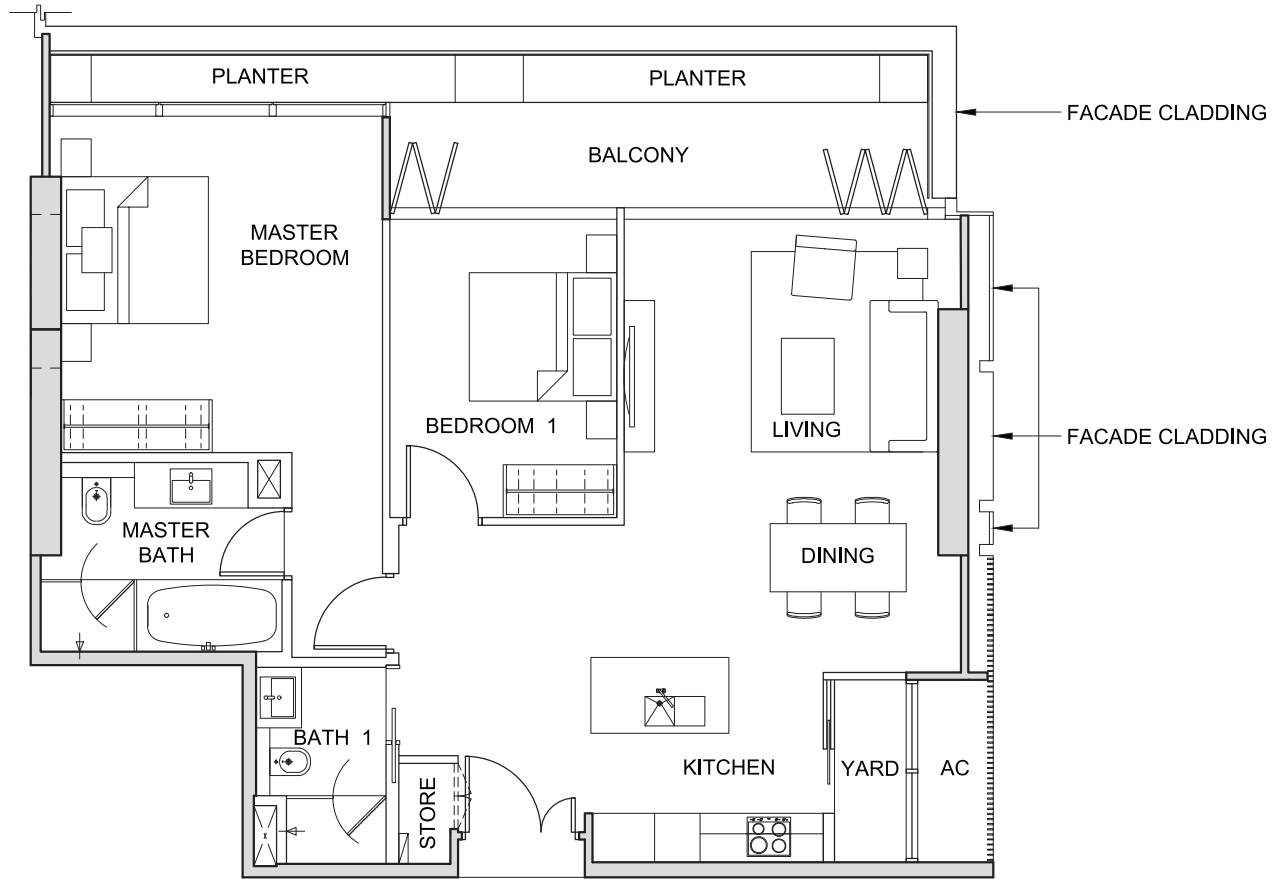 PLANTER
PLANTER
FACADE CLADDING
BALCONY
MASTER
BEDROOM
BEDROOM 1
LIVING
FACADE CLADDING
MASTER
BATH
DINING
BATH 1
KITCHEN
YARD
AC
STORE